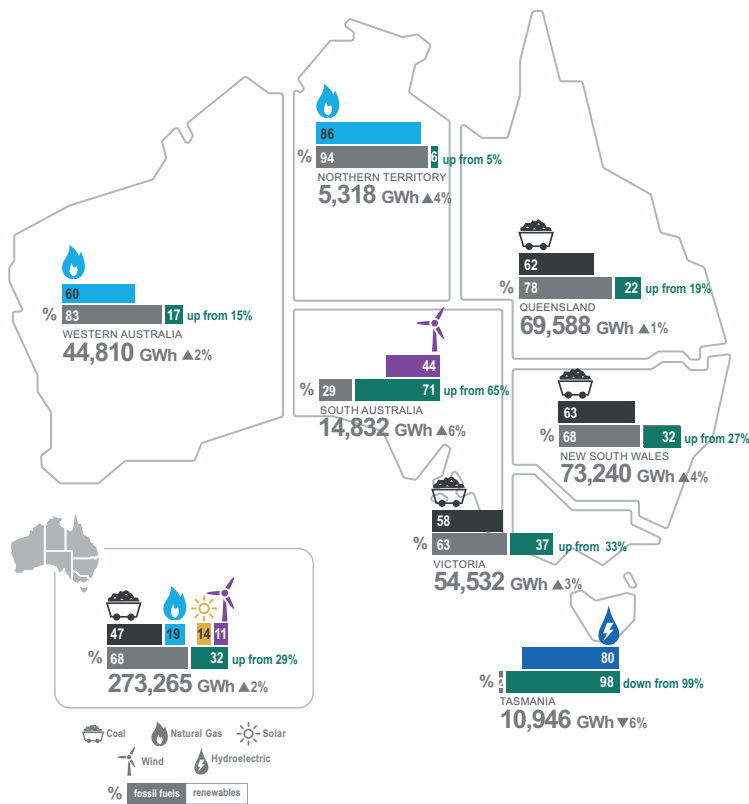 86
% 94 6 up from 5%
NORTHERN TERRITORY
5,318 GWh ▲4%
62
78 22 up from 19%
QUEENSLAND
69,588 GWh ▲1%
60
% 83 17 up from 15%
WESTERN AUSTRALIA
44,810 GWh ▲2%
44
% 29 71 up from 65%
SOUTH AUSTRALIA
14,832 GWh ▲6%
63
% 68 32 up from 27%
NEW SOUTH WALES
73,240 GWh ▲4%
58
% 63 37 up from 33%
VICTORIA
54,532 GWh ▲3%
47 19 14 11
% 68 32 up from 29%
273,265 GWh ▲2%
80
% 98 down from 99%
TASMANIA
10,946 GWh ▼6%
Coal Natural Gas Solar
Wind Hydroelectric
% fossil fuels renewables